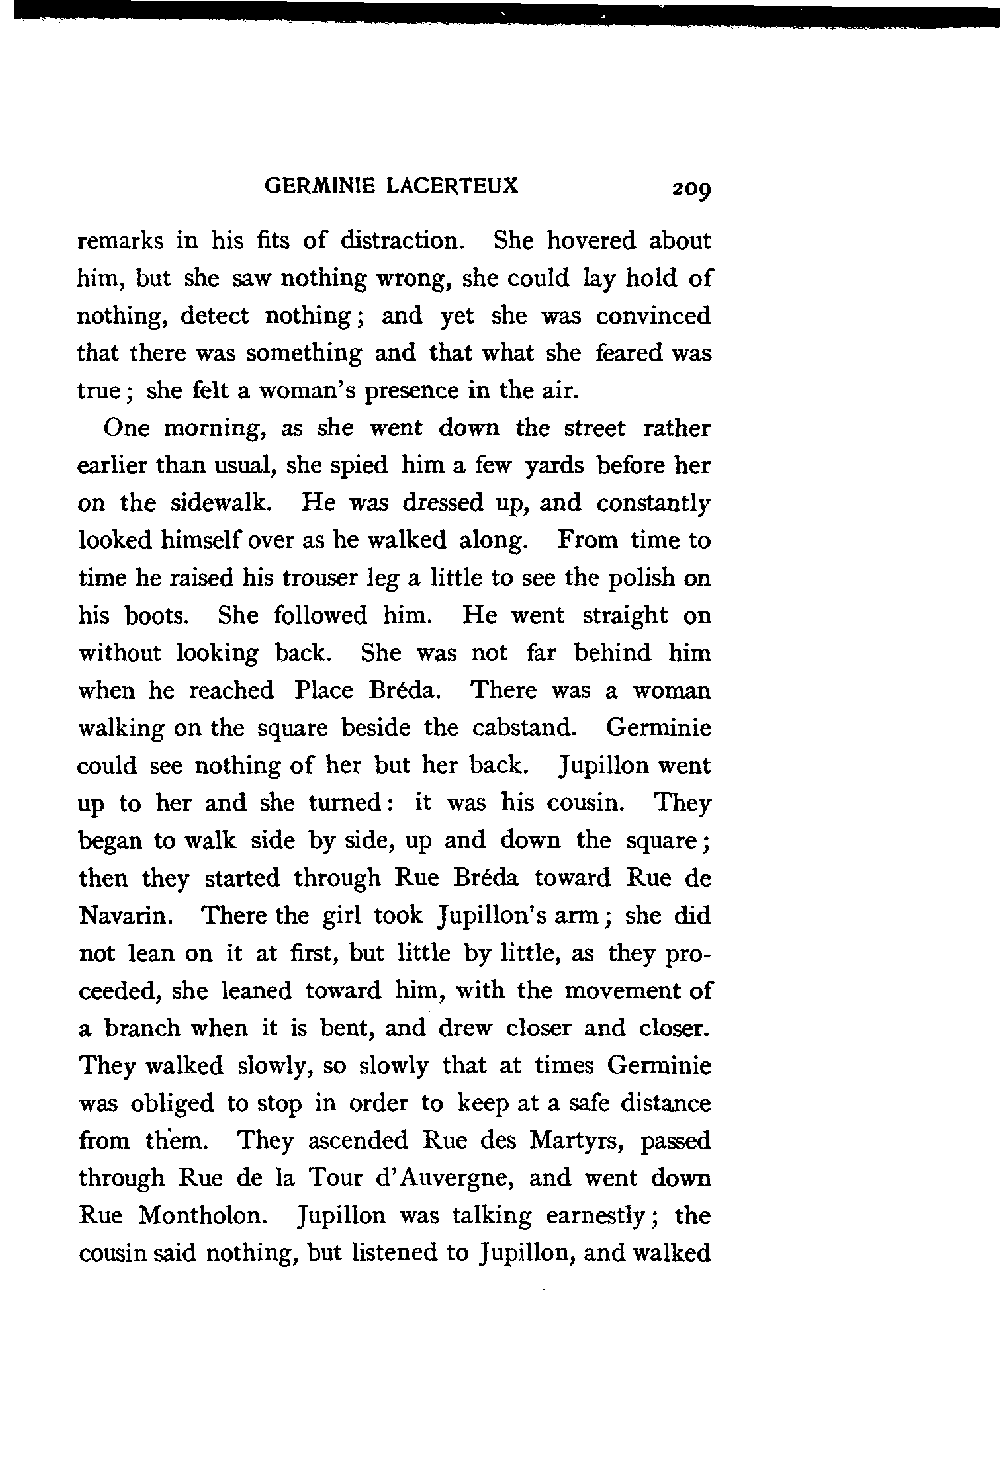 GERMINIE LACERTEUX 209
remarks in his fits of distraction. She hovered about
him, but she saw nothing wrong, she could lay hold of
nothing, detect nothing; and yet she was convinced
that there was something and that what she feared was
true; she felt a woman's presence in the air.
One morning, as she went down the street rather
earlier than usual, she spied him a few yards before her
on the sidewalk. He was dressed up, and constantly
looked himself over as he walked along. From time to
time he raised his trouser leg a little to see the polish on
his boots. She followed him. He went straight on
without looking back. She was not far behind him
when he reached Place Bréda. There was a woman
walking on the square beside the cabstand. Germinie
could see nothing of her but her back. Jupillon went
up to her and she turned: it was his cousin. They
began to walk side by side, up and down the square;
then they started through Rue Bréda toward Rue de
Navarin. There the girl took Jupillon's arm; she did
not lean on it at first, but little by little, as they pro-
ceeded, she leaned toward him, with the movement of
a branch when it is bent, and drew closer and closer.
They walked slowly, so slowly that at times Germinie
was obliged to stop in order to keep at a safe distance
from them. They ascended Rue des Martyrs, passed
through Rue de la Tour d'Auvergne, and went down
Rue Montholon. Jupillon was talking earnestly; the
cousin said nothing, but listened to Jupillon, and walked